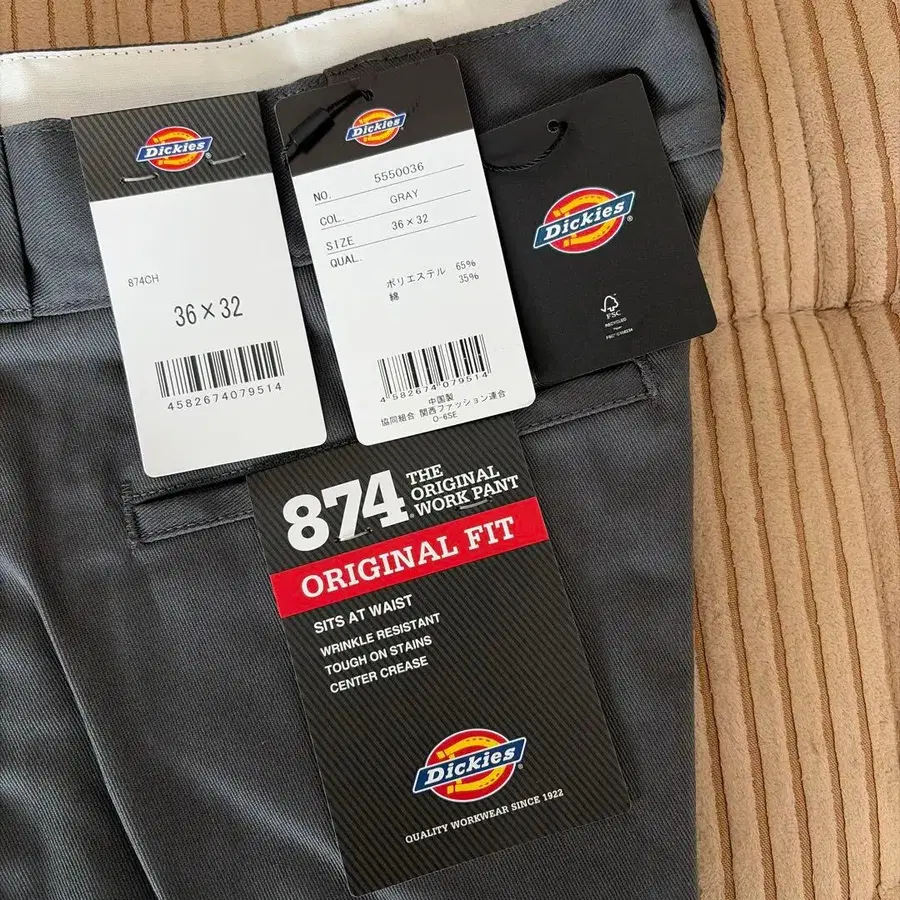 Dickies
874CH
36×32
4582674079514
Dickies
NO. 5550036
COL. GRAY
SIZE 36×32
QUAL.
ポリエステル 65%
綿 35%
4582674079514
中国製
協同組合 関西ファッション連合
O-6SE
Dickies
FSC
RECYCLED
874 THE ORIGINAL WORK PANT
ORIGINAL FIT
SITS AT WAIST
WRINKLE RESISTANT
TOUGH ON STAINS
CENTER CREASE
Dickies
QUALITY WORKWEAR SINCE 1922